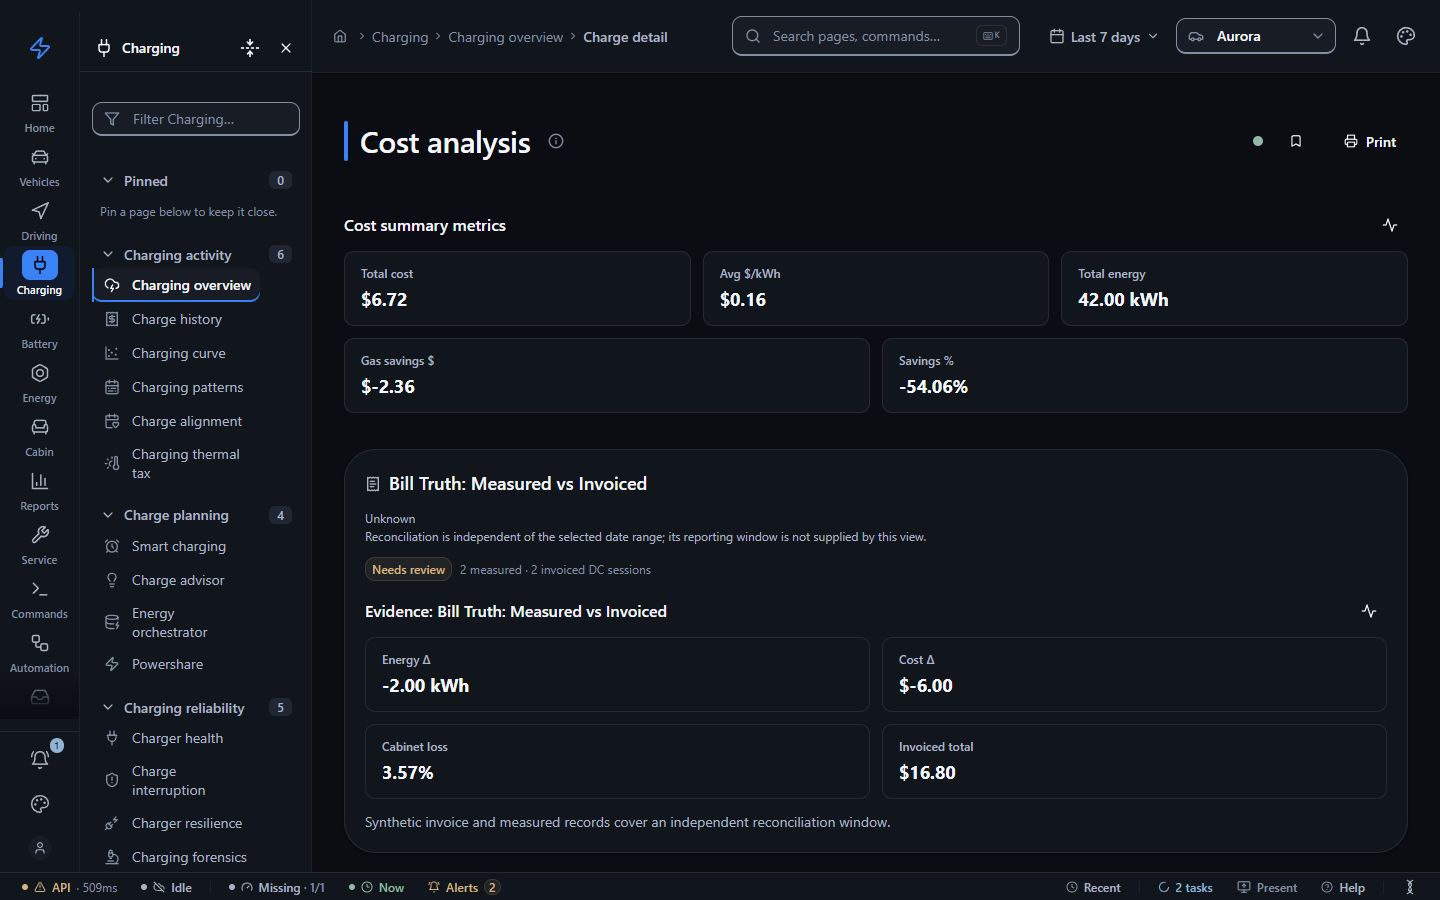 Charging
Charging
Charging overview
Charge detail
Search pages, commands...
K
Last 7 days
Aurora
Home
Vehicles
Driving
Charging
Battery
Energy
Cabin
Reports
Service
Commands
Automation
1
Filter Charging...
Pinned
0
Pin a page below to keep it close.
Charging activity
6
Charging overview
Charge history
Charging curve
Charging patterns
Charge alignment
Charging thermal
tax
Charge planning
4
Smart charging
Charge advisor
Energy
orchestrator
Powershare
Charging reliability
5
Charger health
Charge
interruption
Charger resilience
Charging forensics
Cost analysis
Print
Cost summary metrics
Total cost
$6.72
Avg $/kWh
$0.16
Total energy
42.00 kWh
Gas savings $
$-2.36
Savings %
-54.06%
Bill Truth: Measured vs Invoiced
Unknown
Reconciliation is independent of the selected date range; its reporting window is not supplied by this view.
Needs review
2 measured · 2 invoiced DC sessions
Evidence: Bill Truth: Measured vs Invoiced
Energy Δ
-2.00 kWh
Cost Δ
$-6.00
Cabinet loss
3.57%
Invoiced total
$16.80
Synthetic invoice and measured records cover an independent reconciliation window.
API · 509ms
Idle
Missing · 1/1
Now
Alerts 2
Recent
2 tasks
Present
Help